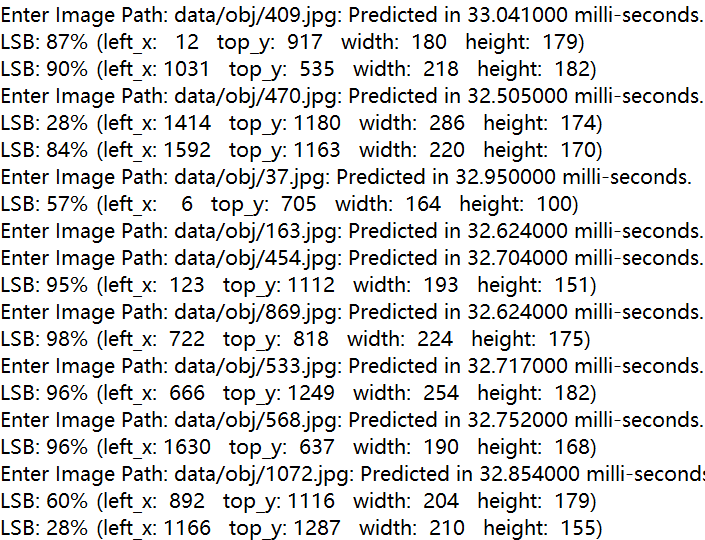 Enter Image Path: data/obj/409.jpg: Predicted in 33.041000 milli-seconds.
LSB: 87% (left_x:   12   top_y:  917   width:  180   height:  179)
LSB: 90% (left_x: 1031   top_y:  535   width:  218   height:  182)
Enter Image Path: data/obj/470.jpg: Predicted in 32.505000 milli-seconds.
LSB: 28% (left_x: 1414   top_y: 1180   width:  286   height:  174)
LSB: 84% (left_x: 1592   top_y: 1163   width:  220   height:  170)
Enter Image Path: data/obj/37.jpg: Predicted in 32.950000 milli-seconds.
LSB: 57% (left_x:    6   top_y:  705   width:  164   height:  100)
Enter Image Path: data/obj/163.jpg: Predicted in 32.624000 milli-seconds.
Enter Image Path: data/obj/454.jpg: Predicted in 32.704000 milli-seconds.
LSB: 95% (left_x:  123   top_y: 1112   width:  193   height:  151)
Enter Image Path: data/obj/869.jpg: Predicted in 32.624000 milli-seconds.
LSB: 98% (left_x:  722   top_y:  818   width:  224   height:  175)
Enter Image Path: data/obj/533.jpg: Predicted in 32.717000 milli-seconds.
LSB: 96% (left_x:  666   top_y: 1249   width:  254   height:  182)
Enter Image Path: data/obj/568.jpg: Predicted in 32.752000 milli-seconds.
LSB: 96% (left_x: 1630   top_y:  637   width:  190   height:  168)
Enter Image Path: data/obj/1072.jpg: Predicted in 32.854000 milli-seconds
LSB: 60% (left_x:  892   top_y: 1116   width:  204   height:  179)
LSB: 28% (left_x: 1166   top_y: 1287   width:  210   height:  155)